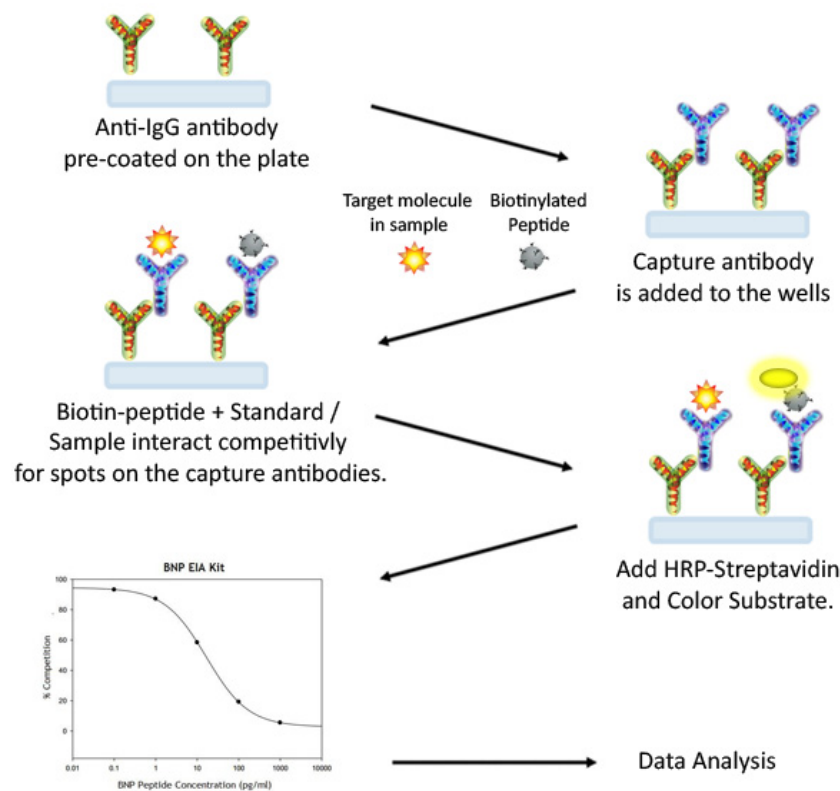 Anti-IgG antibody
pre-coated on the plate
Target molecule
in sample
Biotinylated
Peptide
Capture antibody
is added to the wells
Biotin-peptide + Standard /
Sample interact competitivly
for spots on the capture antibodies.
Add HRP-Streptavidin
and Color Substrate.
BNP EIA Kit
% Competition
100
80
60
40
20
0
0.01 0.1 1 10 100 1000 10000
BNP Peptide Concentration (pg/ml)
Data Analysis